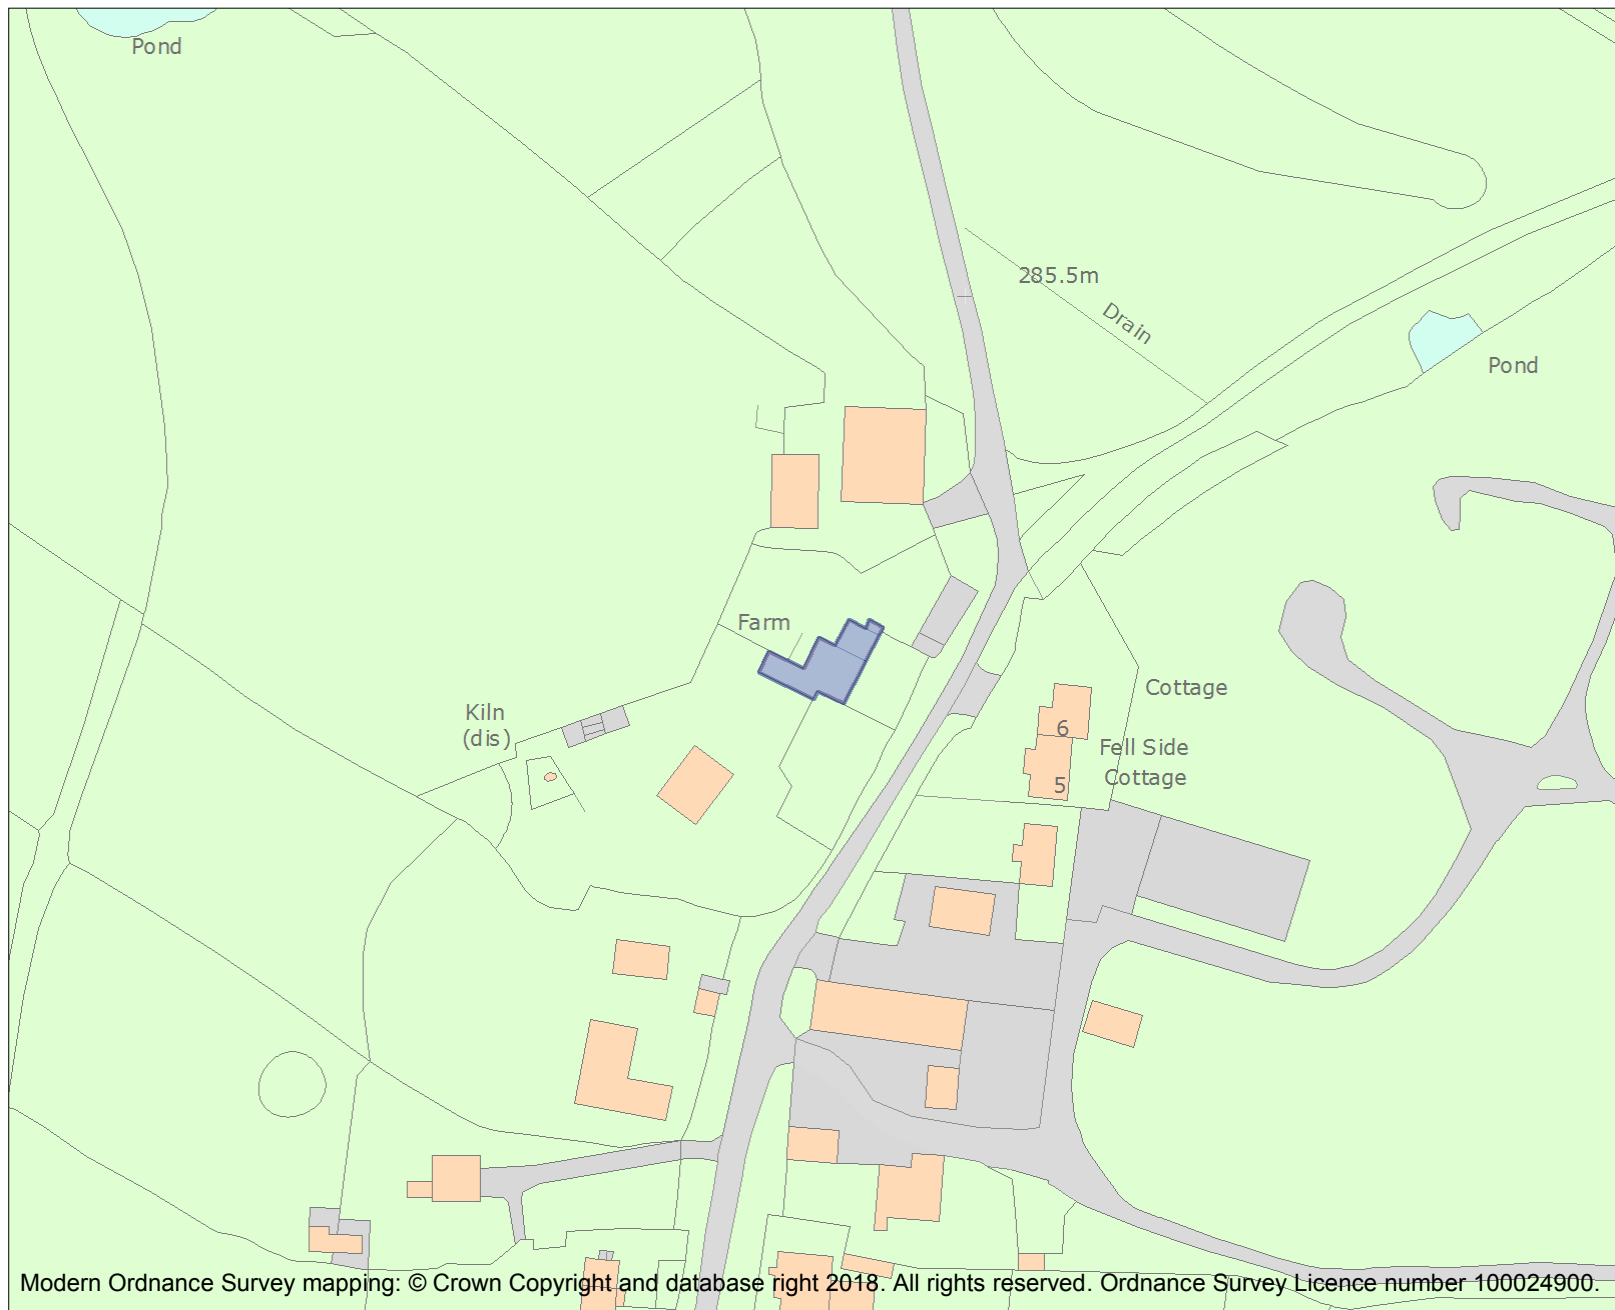 Pond
285.5m
Drain
Pond
Farm
Cottage
Kiln
(dis)
6
Fell Side
Cottage
5
Modern Ordnance Survey mapping: © Crown Copyright and database right 2018. All rights reserved. Ordnance Survey Licence number 100024900.